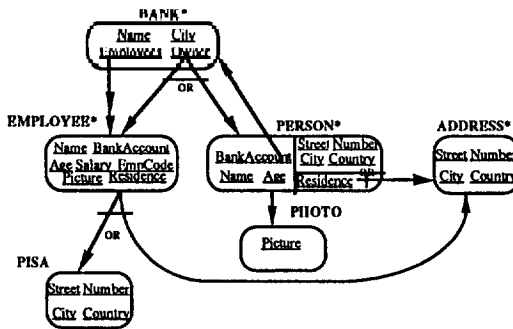 BANK*
Name City
Employees Owner
OR
EMPLOYEE*
Name BankAccount
Age Salary EmpCode
Picture Residence
PERSON*
BankAccount
Name Age
Street Number
City Country
Residence
OR
ADDRESS*
Street Number
City Country
PHOTO
Picture
OR
PISA
Street Number
City Country